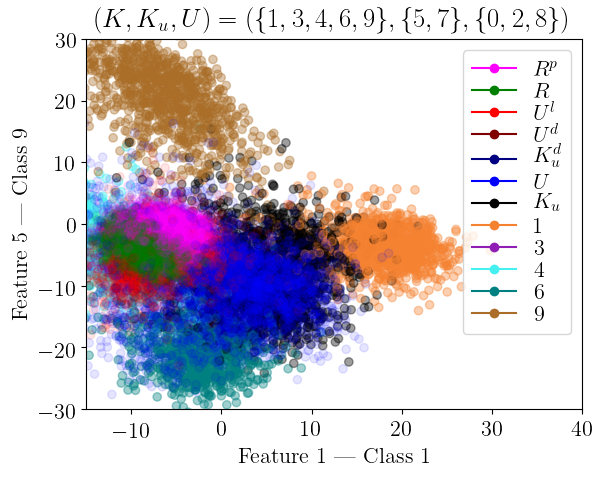 (K, K_u, U) = ({1, 3, 4, 6, 9}, {5, 7}, {0, 2, 8})
30
20
10
0
−10
−20
−30
Feature 5 — Class 9
−10
0
10
20
30
40
Feature 1 — Class 1
R^p
R
U^l
U^d
K_u^d
U
K_u
1
3
4
6
9